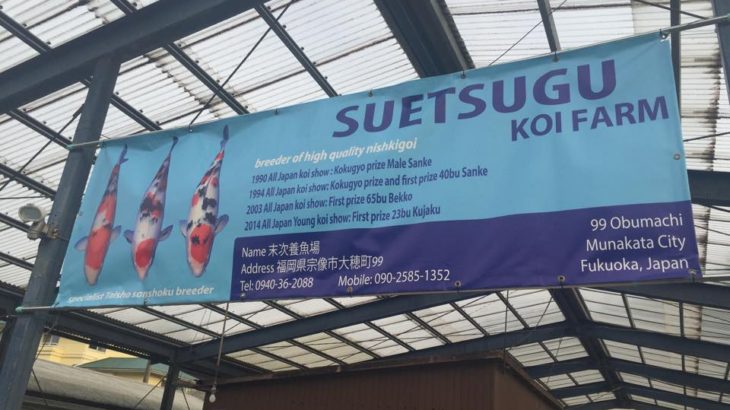 SUETSUGU
KOI FARM
breeder of high quality nishkigoi
1990 All Japan koi show : Kokugyo prize Male Sanke
1994 All Japan koi show: Kokugyo prize and first prize 40bu Sanke
2003 All Japan koi show: First prize 65bu Bekko
2014 All Japan Young koi show: First prize 23bu Kujaku
specialist Taisho sanshoku breeder
Name 末次養魚場
Address 福岡県宗像市大穂町99
Tel: 0940-36-2088 Mobile: 090-2585-1352
99 Obumachi
Munakata City
Fukuoka, Japan